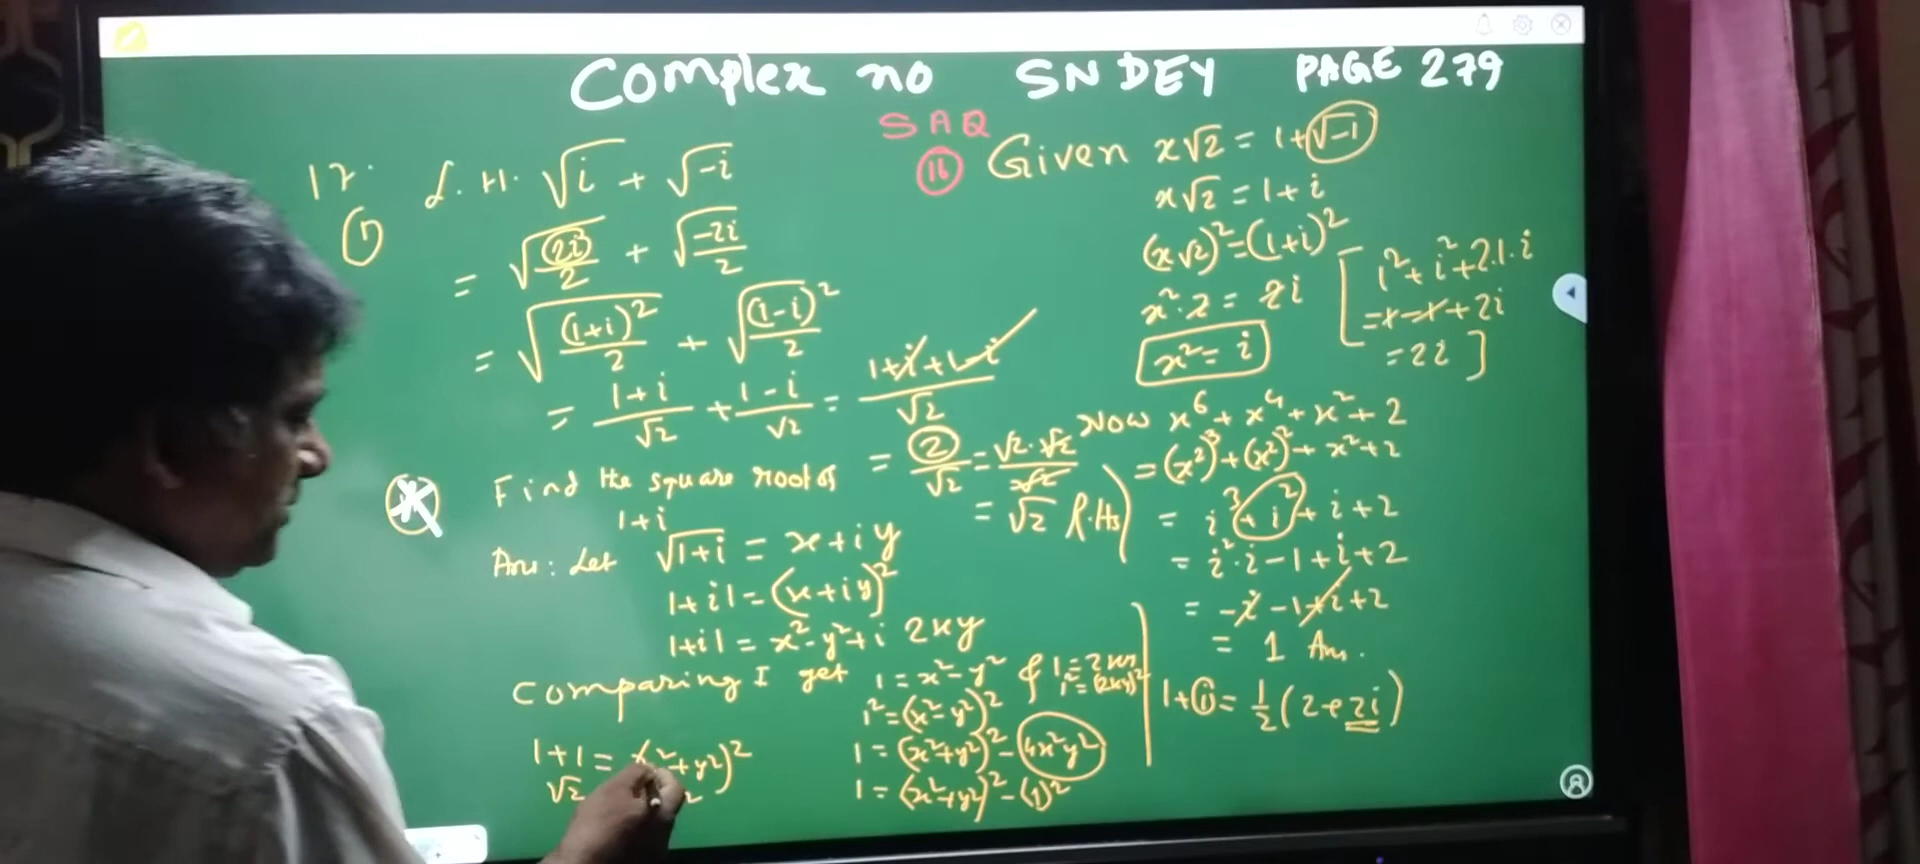 Complex no SN DEY PAGE 279
SAQ
17. L.H. √i + √-i
(1)
= √(2i)/2 + √-2i/2
= √(1+i)²/2 + √(1-i)²/2
= 1+i/√2 + 1-i/√2 = 1+i+1-i/√2
= 2/√2 = √2·√2/√2
= √2 R.Hs
Find the square root of
1+i
Ans: Let √1+i = x+iy
1+i1 = (x+iy)²
1+i1 = x²-y²+i 2xy
Comparing I get 1 = x²-y² & 1=2xy
1²=(2xy)²
1² = (x²-y²)²
1 = (x²+y²)² - 4x²y²
1 = (x²+y²)² - (1)²
1+1 = (x²+y²)²
√2
16 Given x√2 = 1+√-1
x√2 = 1+i
(x√2)² = (1+i)²
x²·2 = 2i
x² = i
[1²+i²+2.1.i
=1-1+2i
=2i]
Now x⁶+x⁴+x²+2
= (x²)³+(x²)²+x²+2
= i³+i²+i+2
= i²·i-1+i+2
= -i-1+i+2
= 1 Ans.
1+i = 1/2(2+2i)